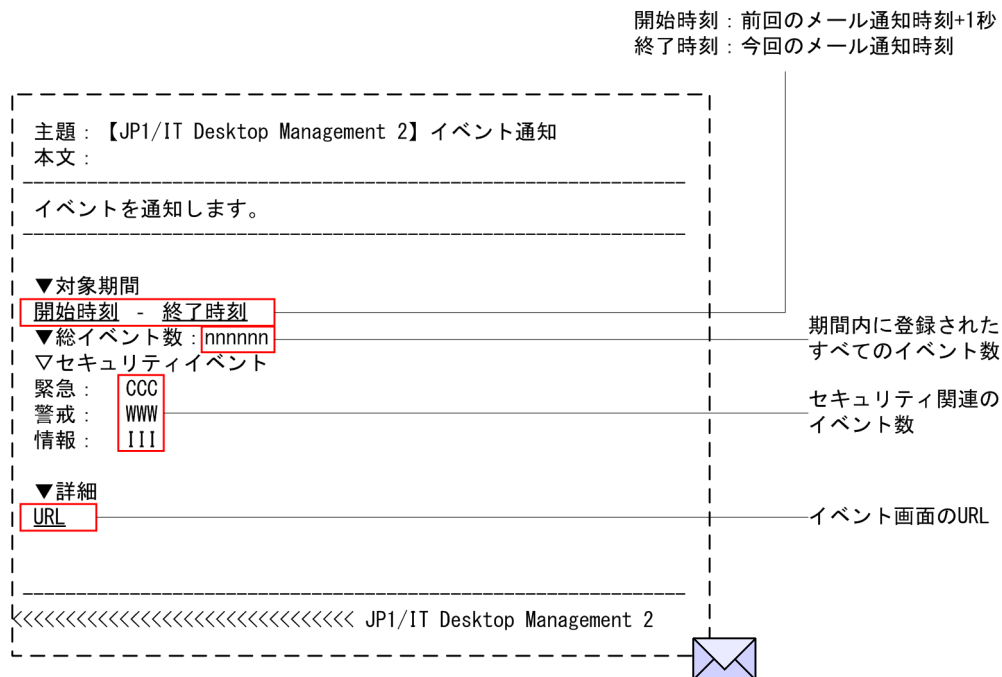 開始時刻：前回のメール通知時刻+1秒
終了時刻：今回のメール通知時刻
主題：【JP1/IT Desktop Management 2】イベント通知
本文：
イベントを通知します。
▼対象期間
開始時刻 - 終了時刻
▼総イベント数：nnnnnn
期間内に登録された
すべてのイベント数
▽セキュリティイベント
緊急： CCC
警戒： WWW
情報： III
セキュリティ関連の
イベント数
▼詳細
URL
イベント画面のURL
<<<<<<<<<<<<<<<<<<<<<<<<<<<<<<<< JP1/IT Desktop Management 2